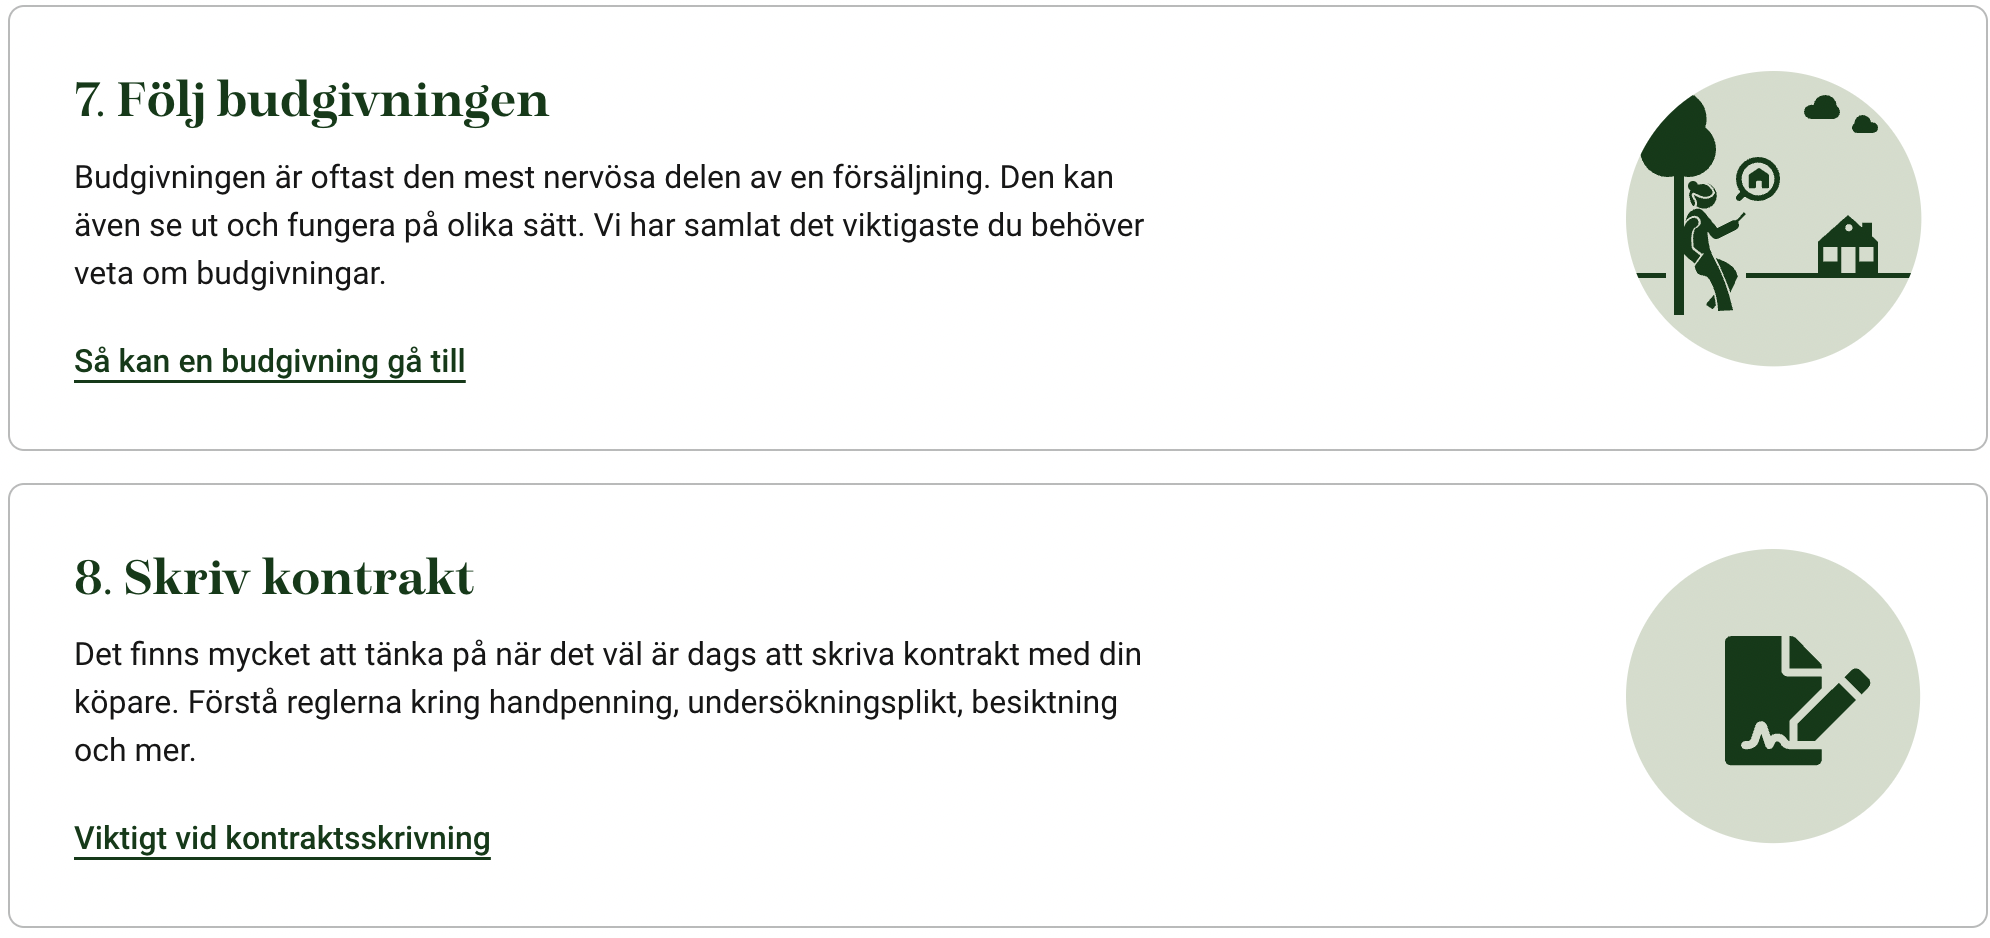 7. Följ budgivningen
Budgivningen är oftast den mest nervösa delen av en försäljning. Den kan
även se ut och fungera på olika sätt. Vi har samlat det viktigaste du behöver
veta om budgivningar.
Så kan en budgivning gå till
8. Skriv kontrakt
Det finns mycket att tänka på när det väl är dags att skriva kontrakt med din
köpare. Förstå reglerna kring handpenning, undersökningsplikt, besiktning
och mer.
Viktigt vid kontraktsskrivning